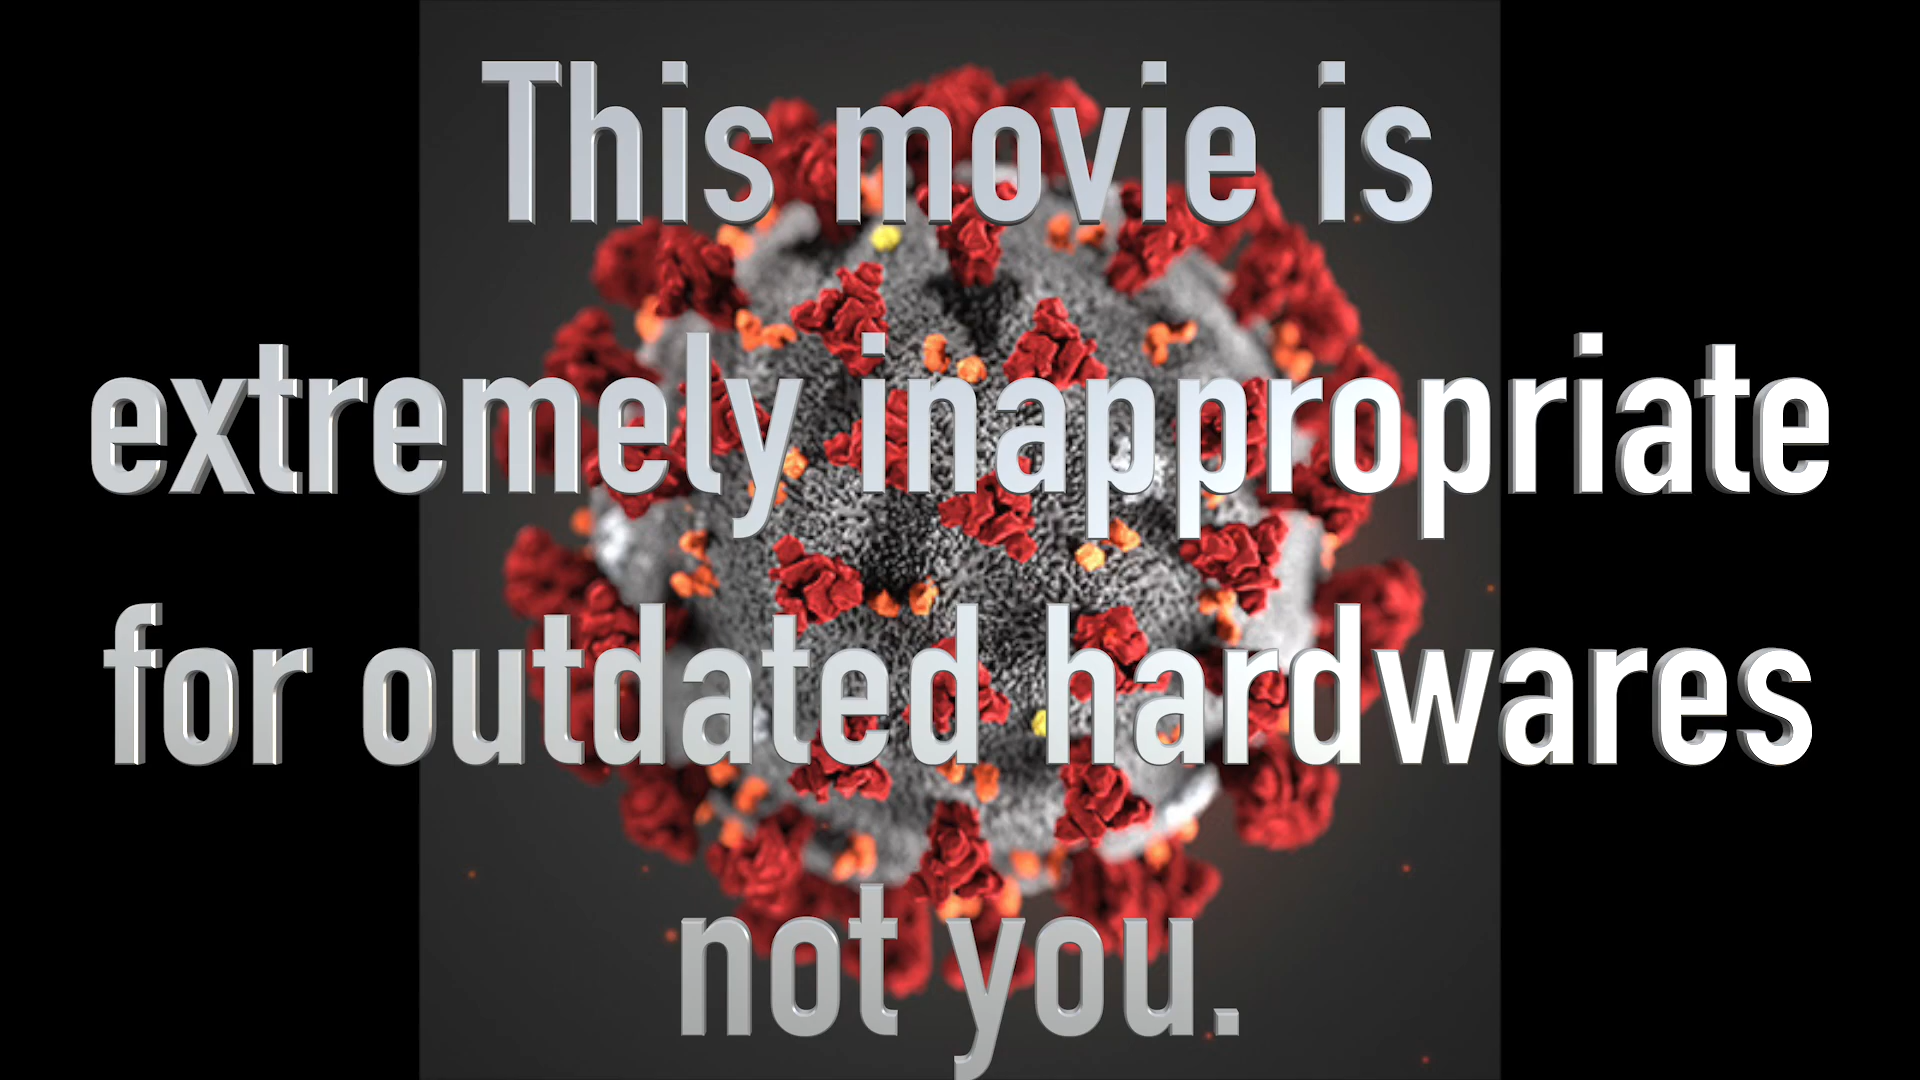 This movie is
extremely inappropriate
for outdated hardwares
not you.